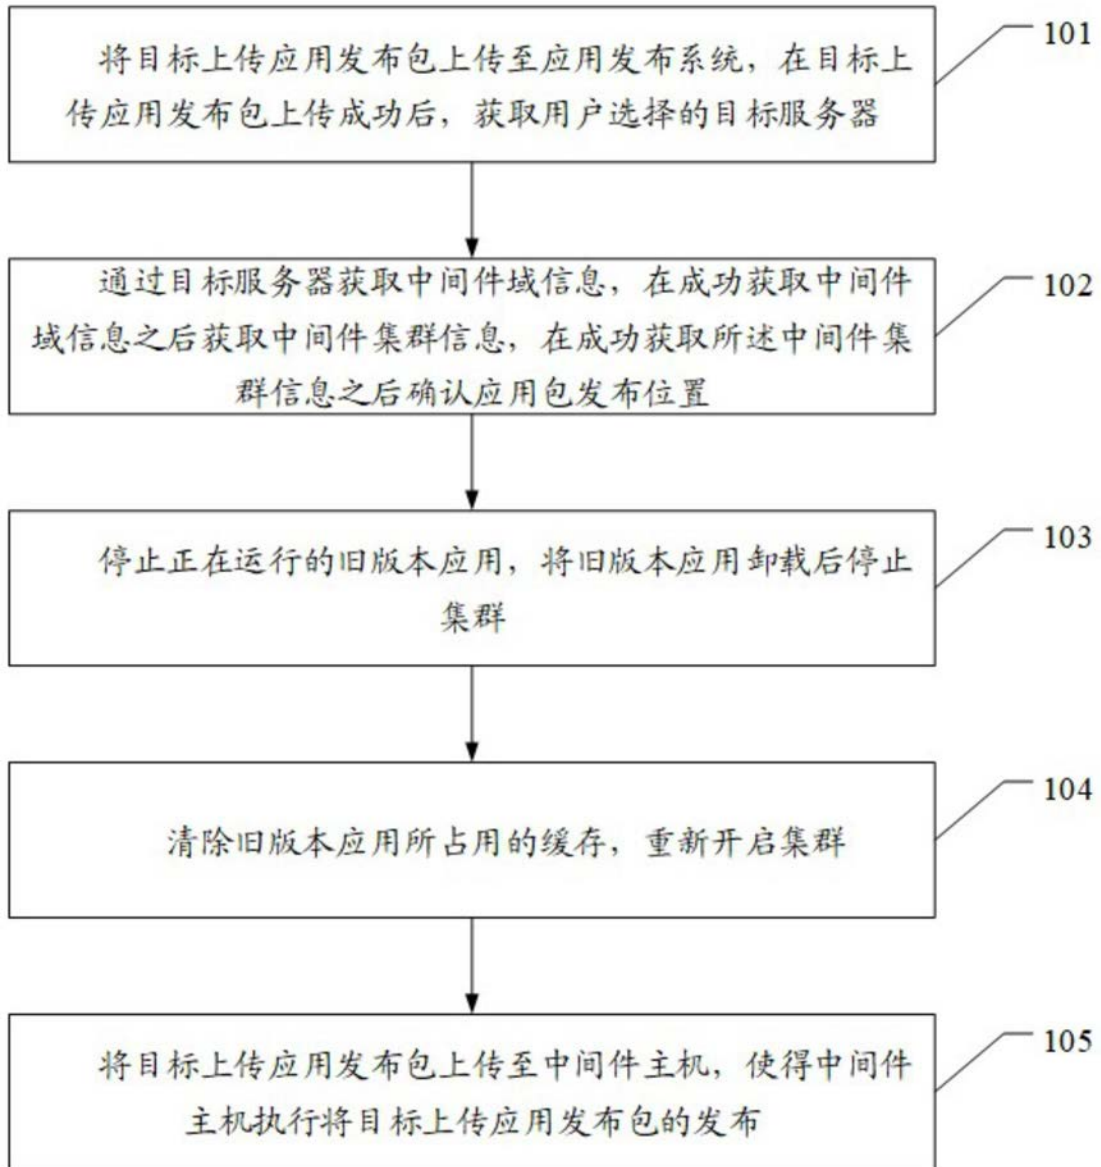 将目标上传应用发布包上传至应用发布系统，在目标上
传应用发布包上传成功后，获取用户选择的目标服务器
101
通过目标服务器获取中间件域信息，在成功获取中间件
域信息之后获取中间件集群信息，在成功获取所述中间件集
群信息之后确认应用包发布位置
102
停止正在运行的旧版本应用，将旧版本应用卸载后停止
集群
103
清除旧版本应用所占用的缓存，重新开启集群
104
将目标上传应用发布包上传至中间件主机，使得中间件
主机执行将目标上传应用发布包的发布
105